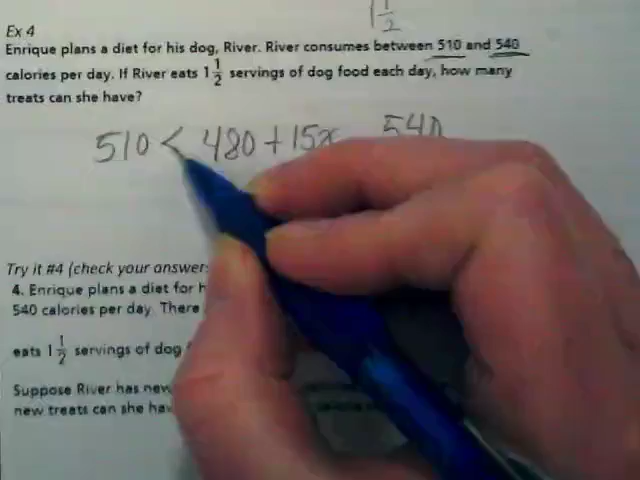 1 1/2
Ex 4
Enrique plans a diet for his dog, River. River consumes between 510 and 540
calories per day. If River eats 1 1/2 servings of dog food each day, how many
treats can she have?
510 < 480 + 15x 540
Try it #4 (check your answer
4. Enrique plans a diet for h
540 calories per day. There
eats 1 1/2 servings of dog
Suppose River has new
new treats can she hav